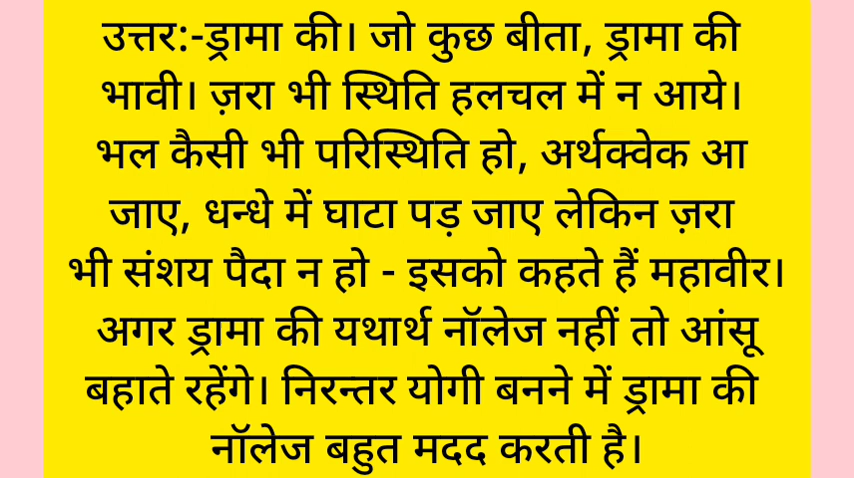 उत्तर:-ड्रामा की। जो कुछ बीता, ड्रामा की
भावी। ज़रा भी स्थिति हलचल में न आये।
भल कैसी भी परिस्थिति हो, अर्थक्वेक आ
जाए, धन्धे में घाटा पड़ जाए लेकिन ज़रा
भी संशय पैदा न हो - इसको कहते हैं महावीर।
अगर ड्रामा की यथार्थ नॉलेज नहीं तो आंसू
बहाते रहेंगे। निरन्तर योगी बनने में ड्रामा की
नॉलेज बहुत मदद करती है।